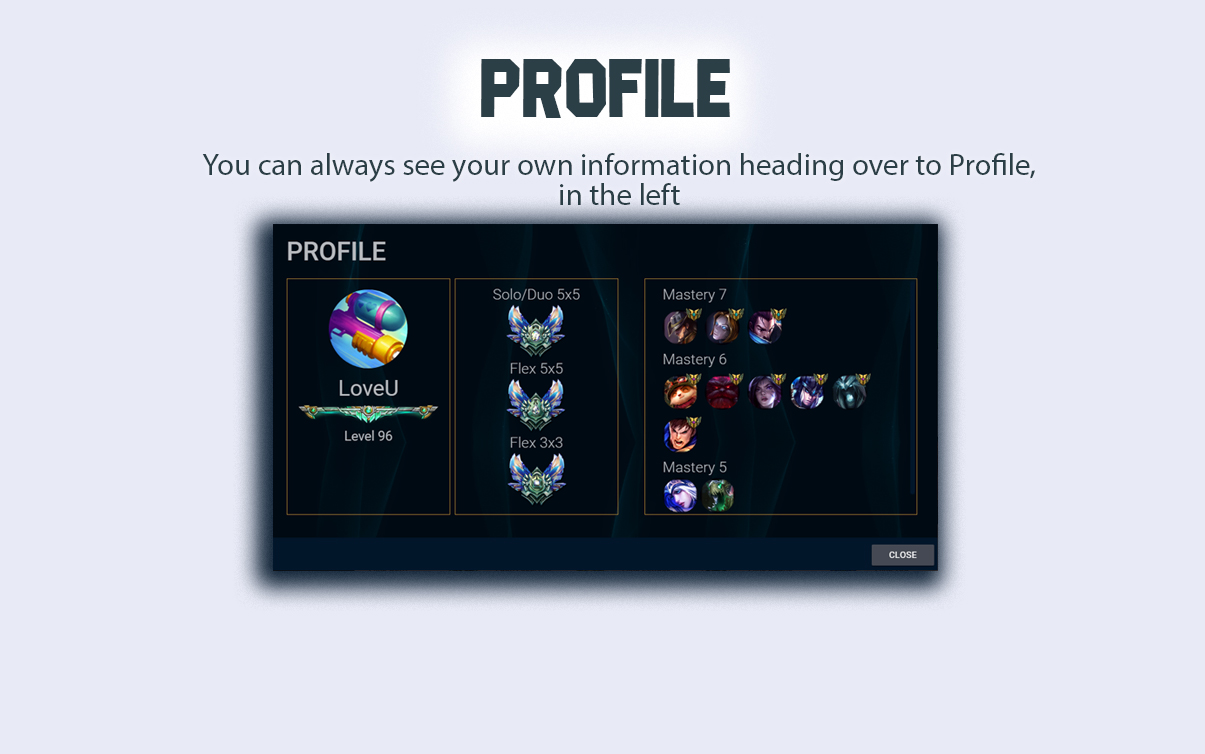 PROFILE
You can always see your own information heading over to Profile,
in the left
PROFILE
LoveU
Level 96
Solo/Duo 5x5
Flex 5x5
Flex 3x3
Mastery 7
Mastery 6
Mastery 5
CLOSE